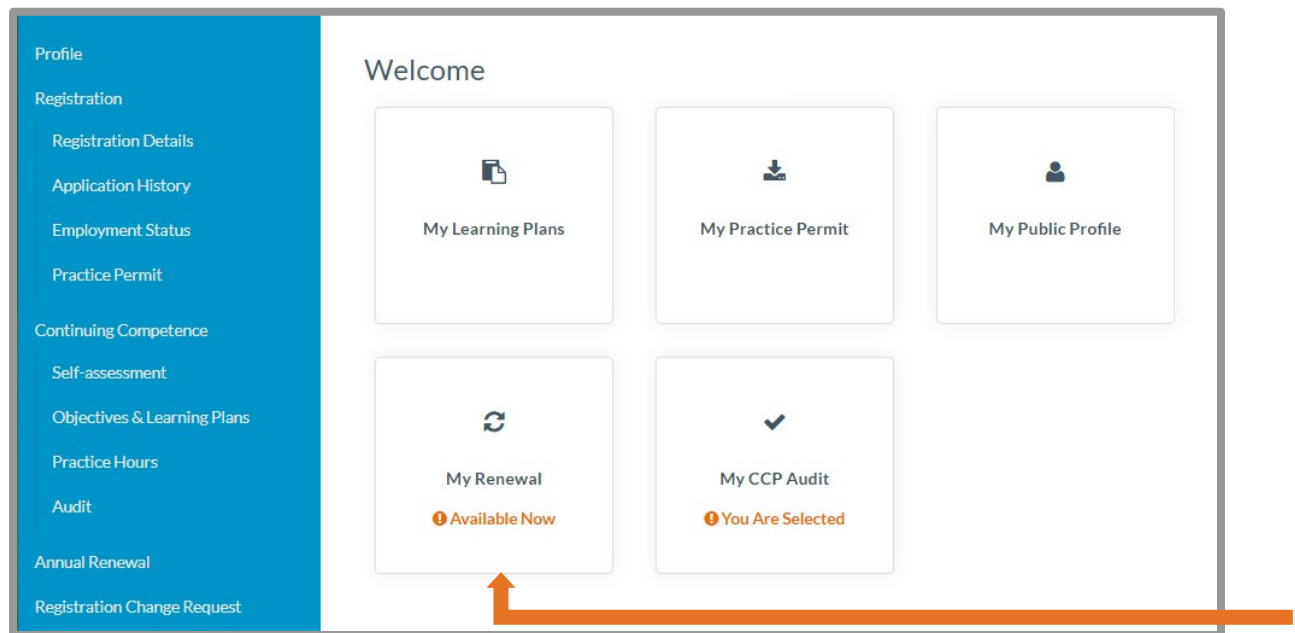 Profile
Registration
Registration Details
Application History
Employment Status
Practice Permit
Continuing Competence
Self-assessment
Objectives & Learning Plans
Practice Hours
Audit
Annual Renewal
Registration Change Request
Welcome
My Learning Plans
My Practice Permit
My Public Profile
My Renewal
Available Now
My CCP Audit
You Are Selected